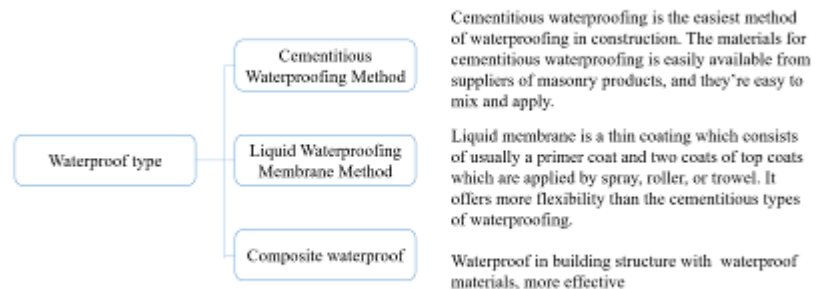 Waterproof type
Cementitious
Waterproofing Method
Cementitious waterproofing is the easiest method
of waterproofing in construction. The materials for
cementitious waterproofing is easily available from
suppliers of masonry products, and they're easy to
mix and apply.
Liquid Waterproofing
Membrane Method
Liquid membrane is a thin coating which consists
of usually a primer coat and two coats of top coats
which are applied by spray, roller, or trowel. It
offers more flexibility than the cementitious types
of waterproofing.
Composite waterproof
Waterproof in building structure with waterproof
materials, more effective